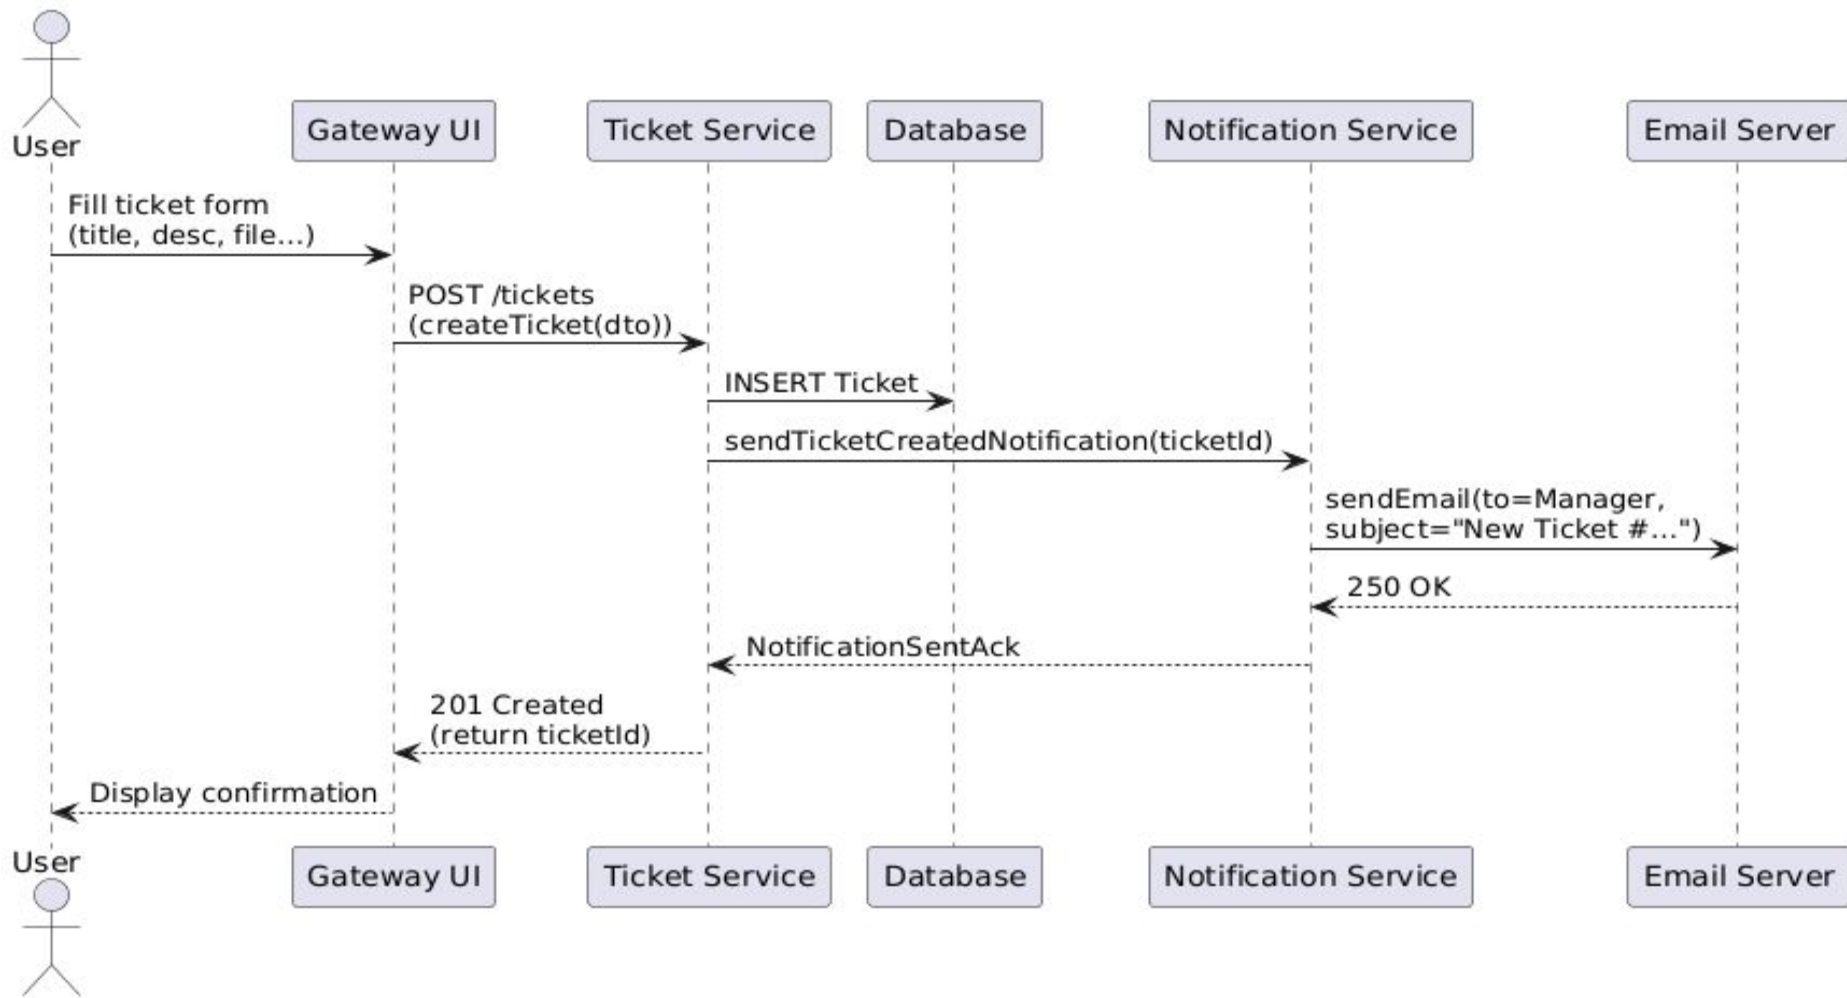 User
Gateway UI
Ticket Service
Database
Notification Service
Email Server
Fill ticket form
(title, desc, file...)
POST /tickets
(createTicket(dto))
INSERT Ticket
sendTicketCreatedNotification(ticketId)
sendEmail(to=Manager,
subject="New Ticket #...")
250 OK
NotificationSentAck
201 Created
(return ticketId)
Display confirmation
User
Gateway UI
Ticket Service
Database
Notification Service
Email Server